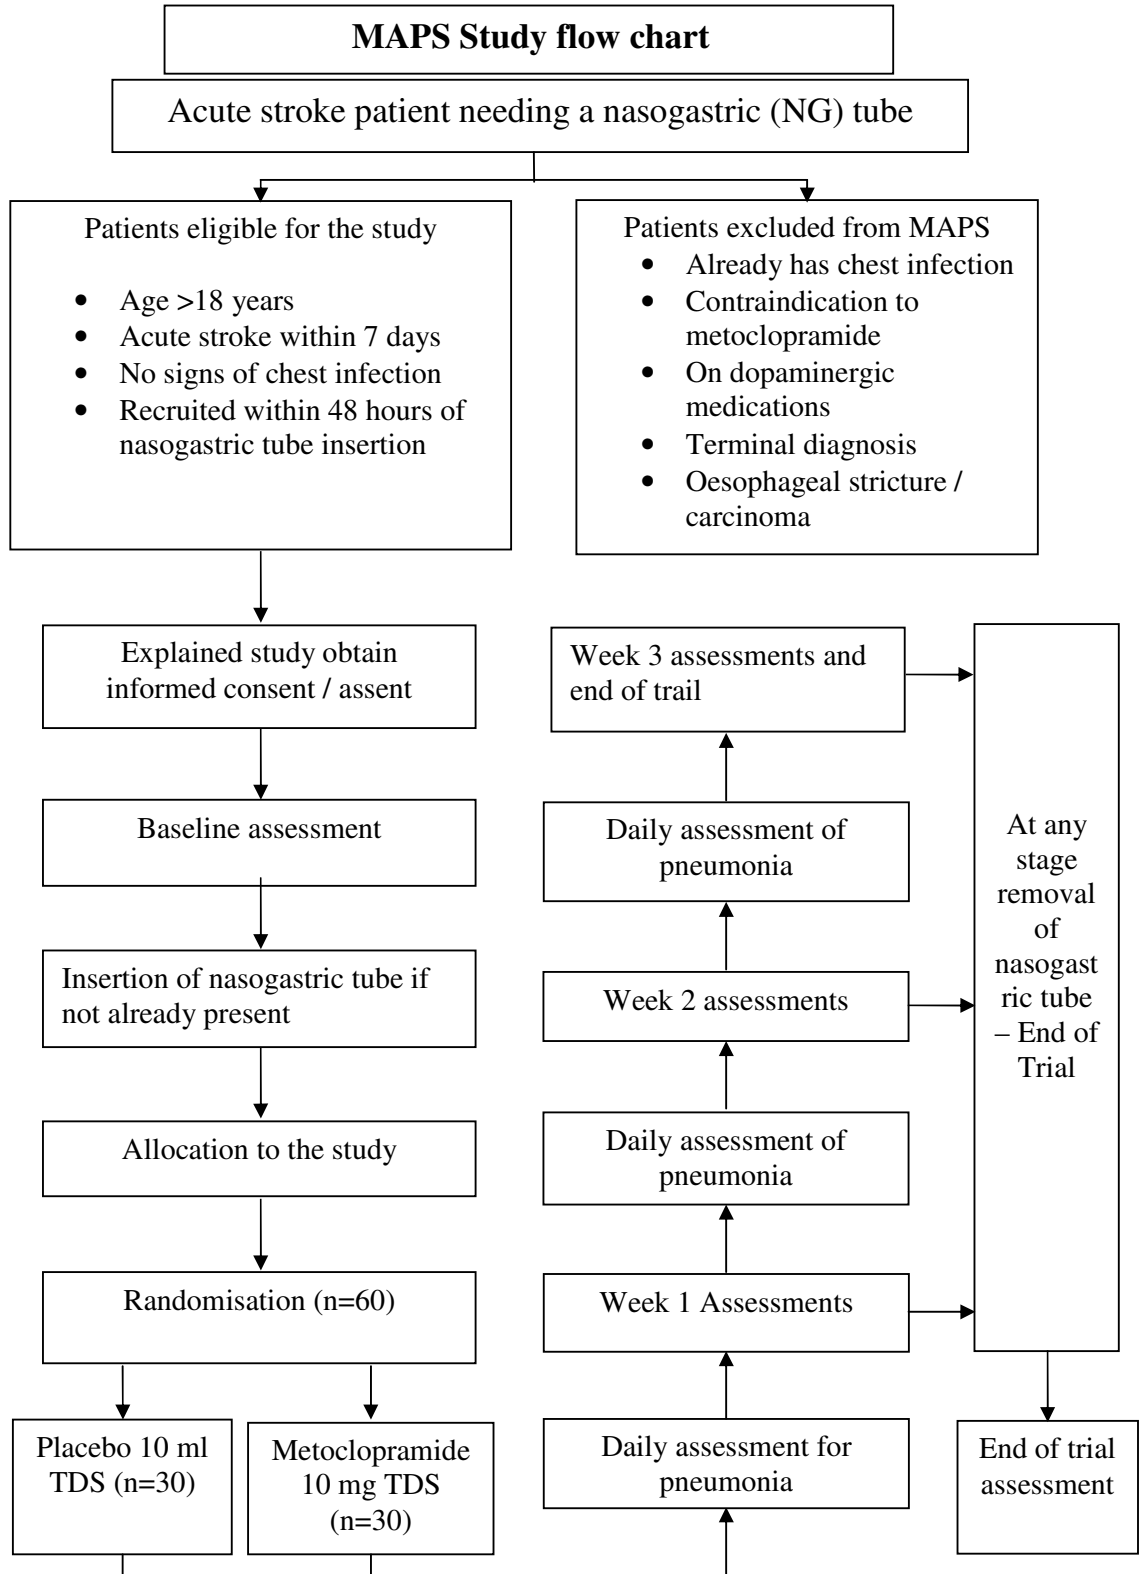 MAPS Study flow chart
Acute stroke patient needing a nasogastric (NG) tube
Patients eligible for the study
• Age >18 years
• Acute stroke within 7 days
• No signs of chest infection
• Recruited within 48 hours of
nasogastric tube insertion
Patients excluded from MAPS
• Already has chest infection
• Contraindication to
metoclopramide
• On dopaminergic
medications
• Terminal diagnosis
• Oesophageal stricture /
carcinoma
Explained study obtain
informed consent / assent
Baseline assessment
Insertion of nasogastric tube if
not already present
Allocation to the study
Randomisation (n=60)
Placebo 10 ml
TDS (n=30)
Metoclopramide
10 mg TDS
(n=30)
Daily assessment for
pneumonia
Week 1 Assessments
Daily assessment of
pneumonia
Week 2 assessments
Daily assessment of
pneumonia
Week 3 assessments and
end of trail
At any
stage
removal
of
nasogast
ric tube
– End of
Trial
End of trial
assessment